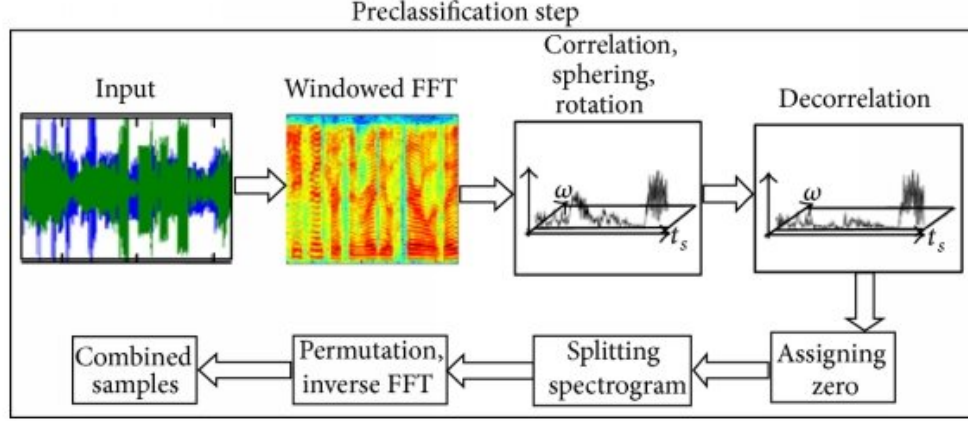 Preclassification step
Input
Windowed FFT
Correlation,
sphering,
rotation
Decorrelation
ω
t_s
ω
t_s
Combined
samples
Permutation,
inverse FFT
Splitting
spectrogram
Assigning
zero